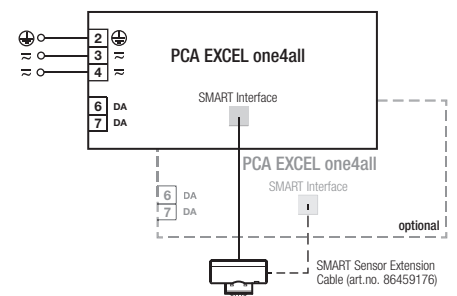 2
3 PCA EXCEL one4all
4
SMART Interface
6 DA
7 DA
PCA EXCEL one4all
SMART Interface
6 DA
7 DA
optional
SMART Sensor Extension
Cable (art.no. 86459176)